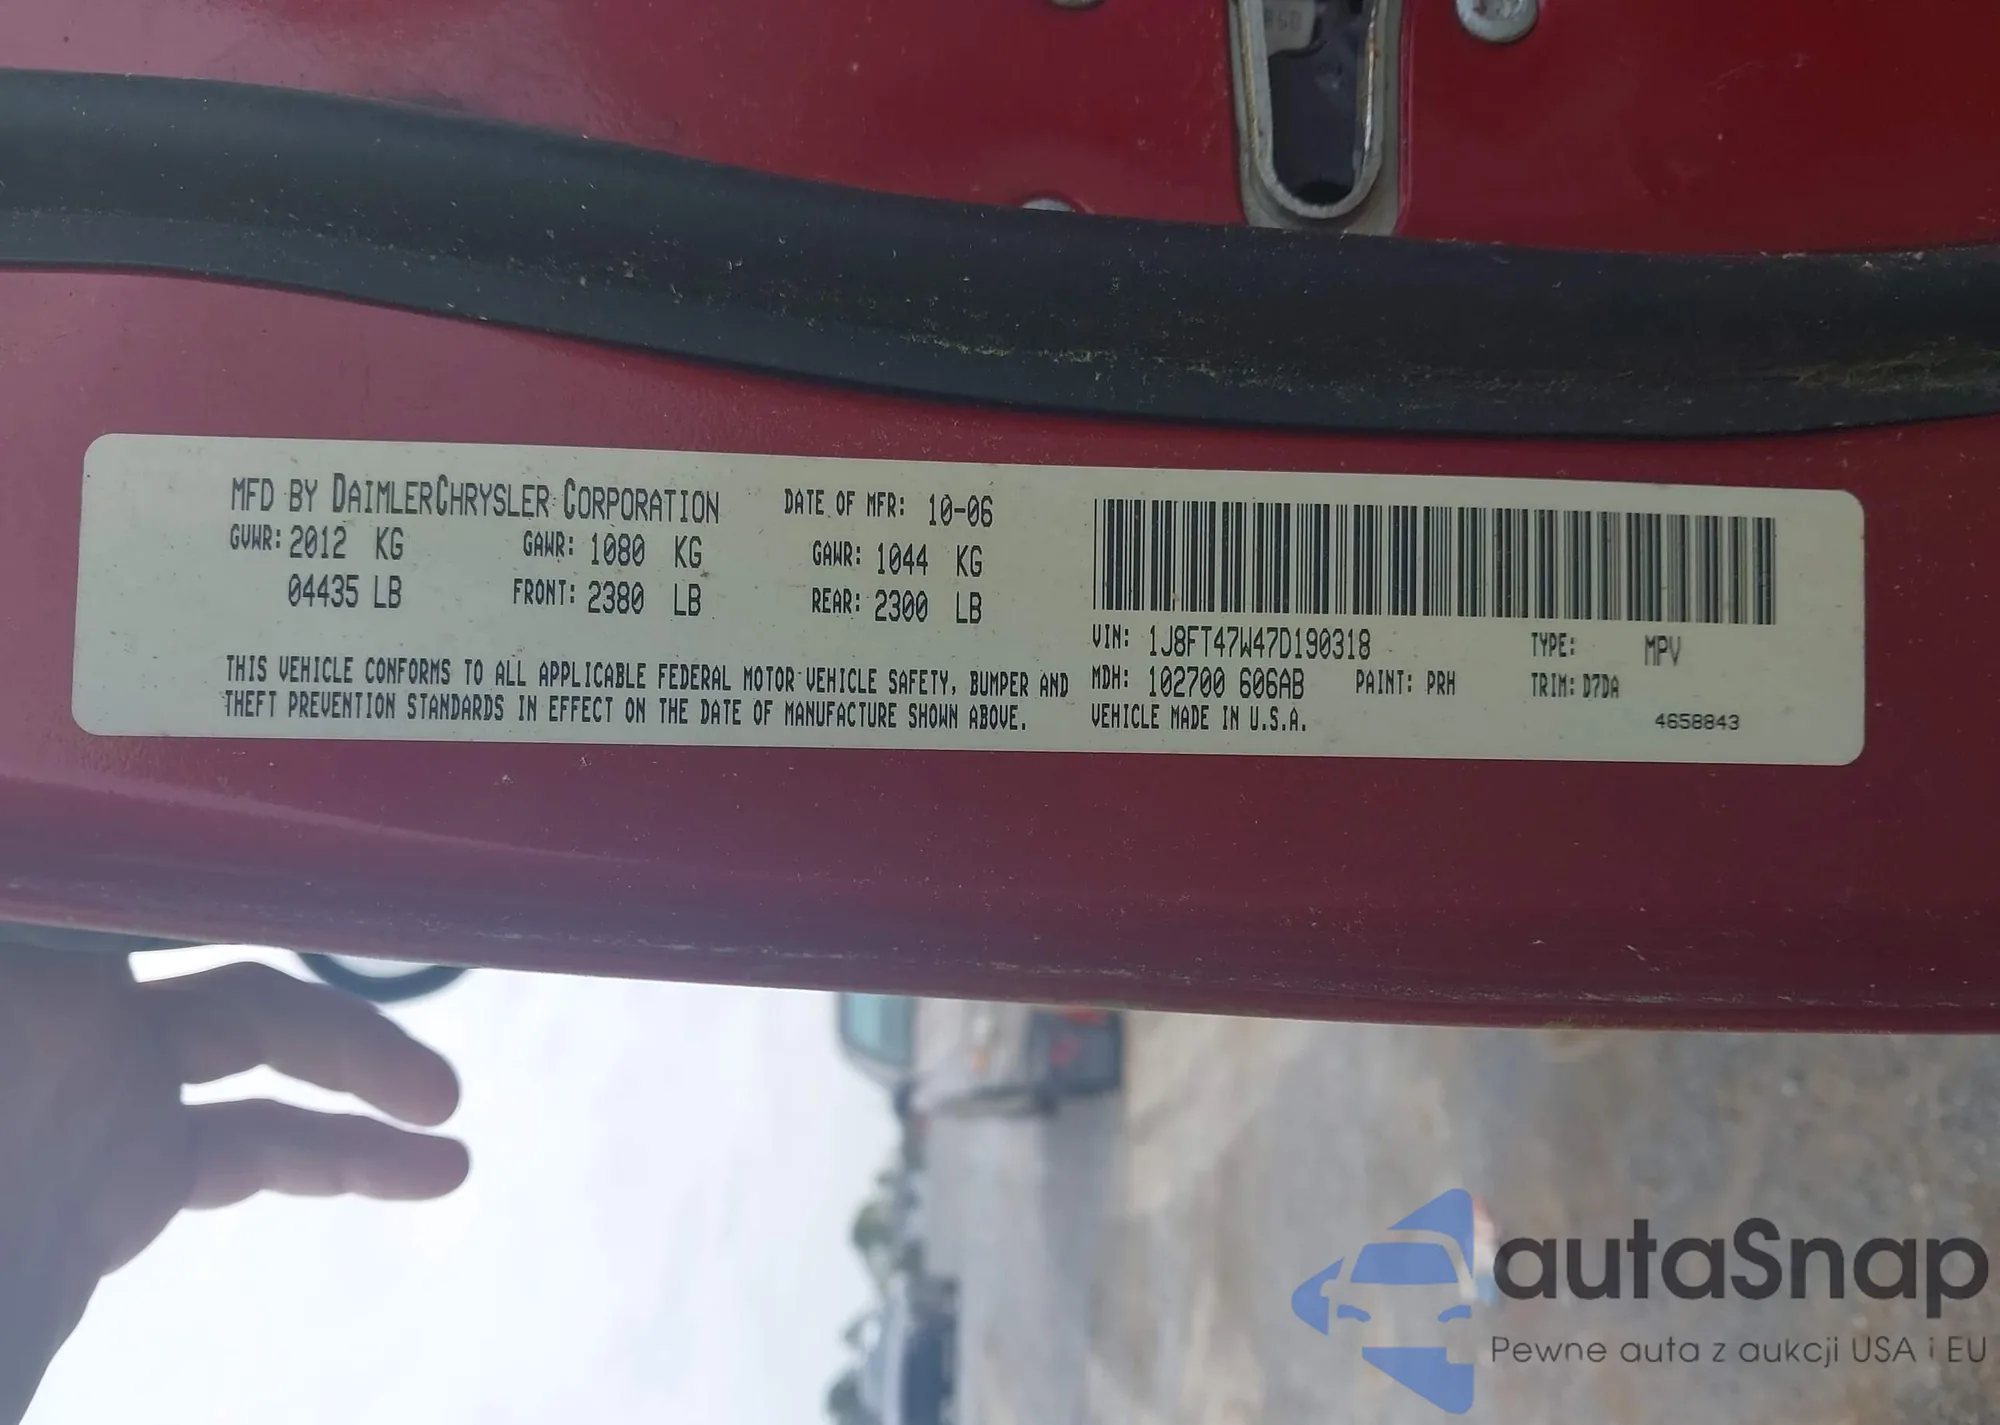 MFD BY DAIMLERCHRYSLER CORPORATION DATE OF MFR: 10-06
GVWR: 2012 KG GAWR: 1080 KG GAWR: 1044 KG
04435 LB FRONT: 2380 LB REAR: 2300 LB
THIS VEHICLE CONFORMS TO ALL APPLICABLE FEDERAL MOTOR VEHICLE SAFETY, BUMPER AND
THEFT PREVENTION STANDARDS IN EFFECT ON THE DATE OF MANUFACTURE SHOWN ABOVE.
VIN: 1J8FT47W47D190318 TYPE: MPV
MDH: 102700 606AB PAINT: PRH TRIM: D7DA
VEHICLE MADE IN U.S.A.
4658843
autaSnap
Pewne auta z aukcji USA i EU